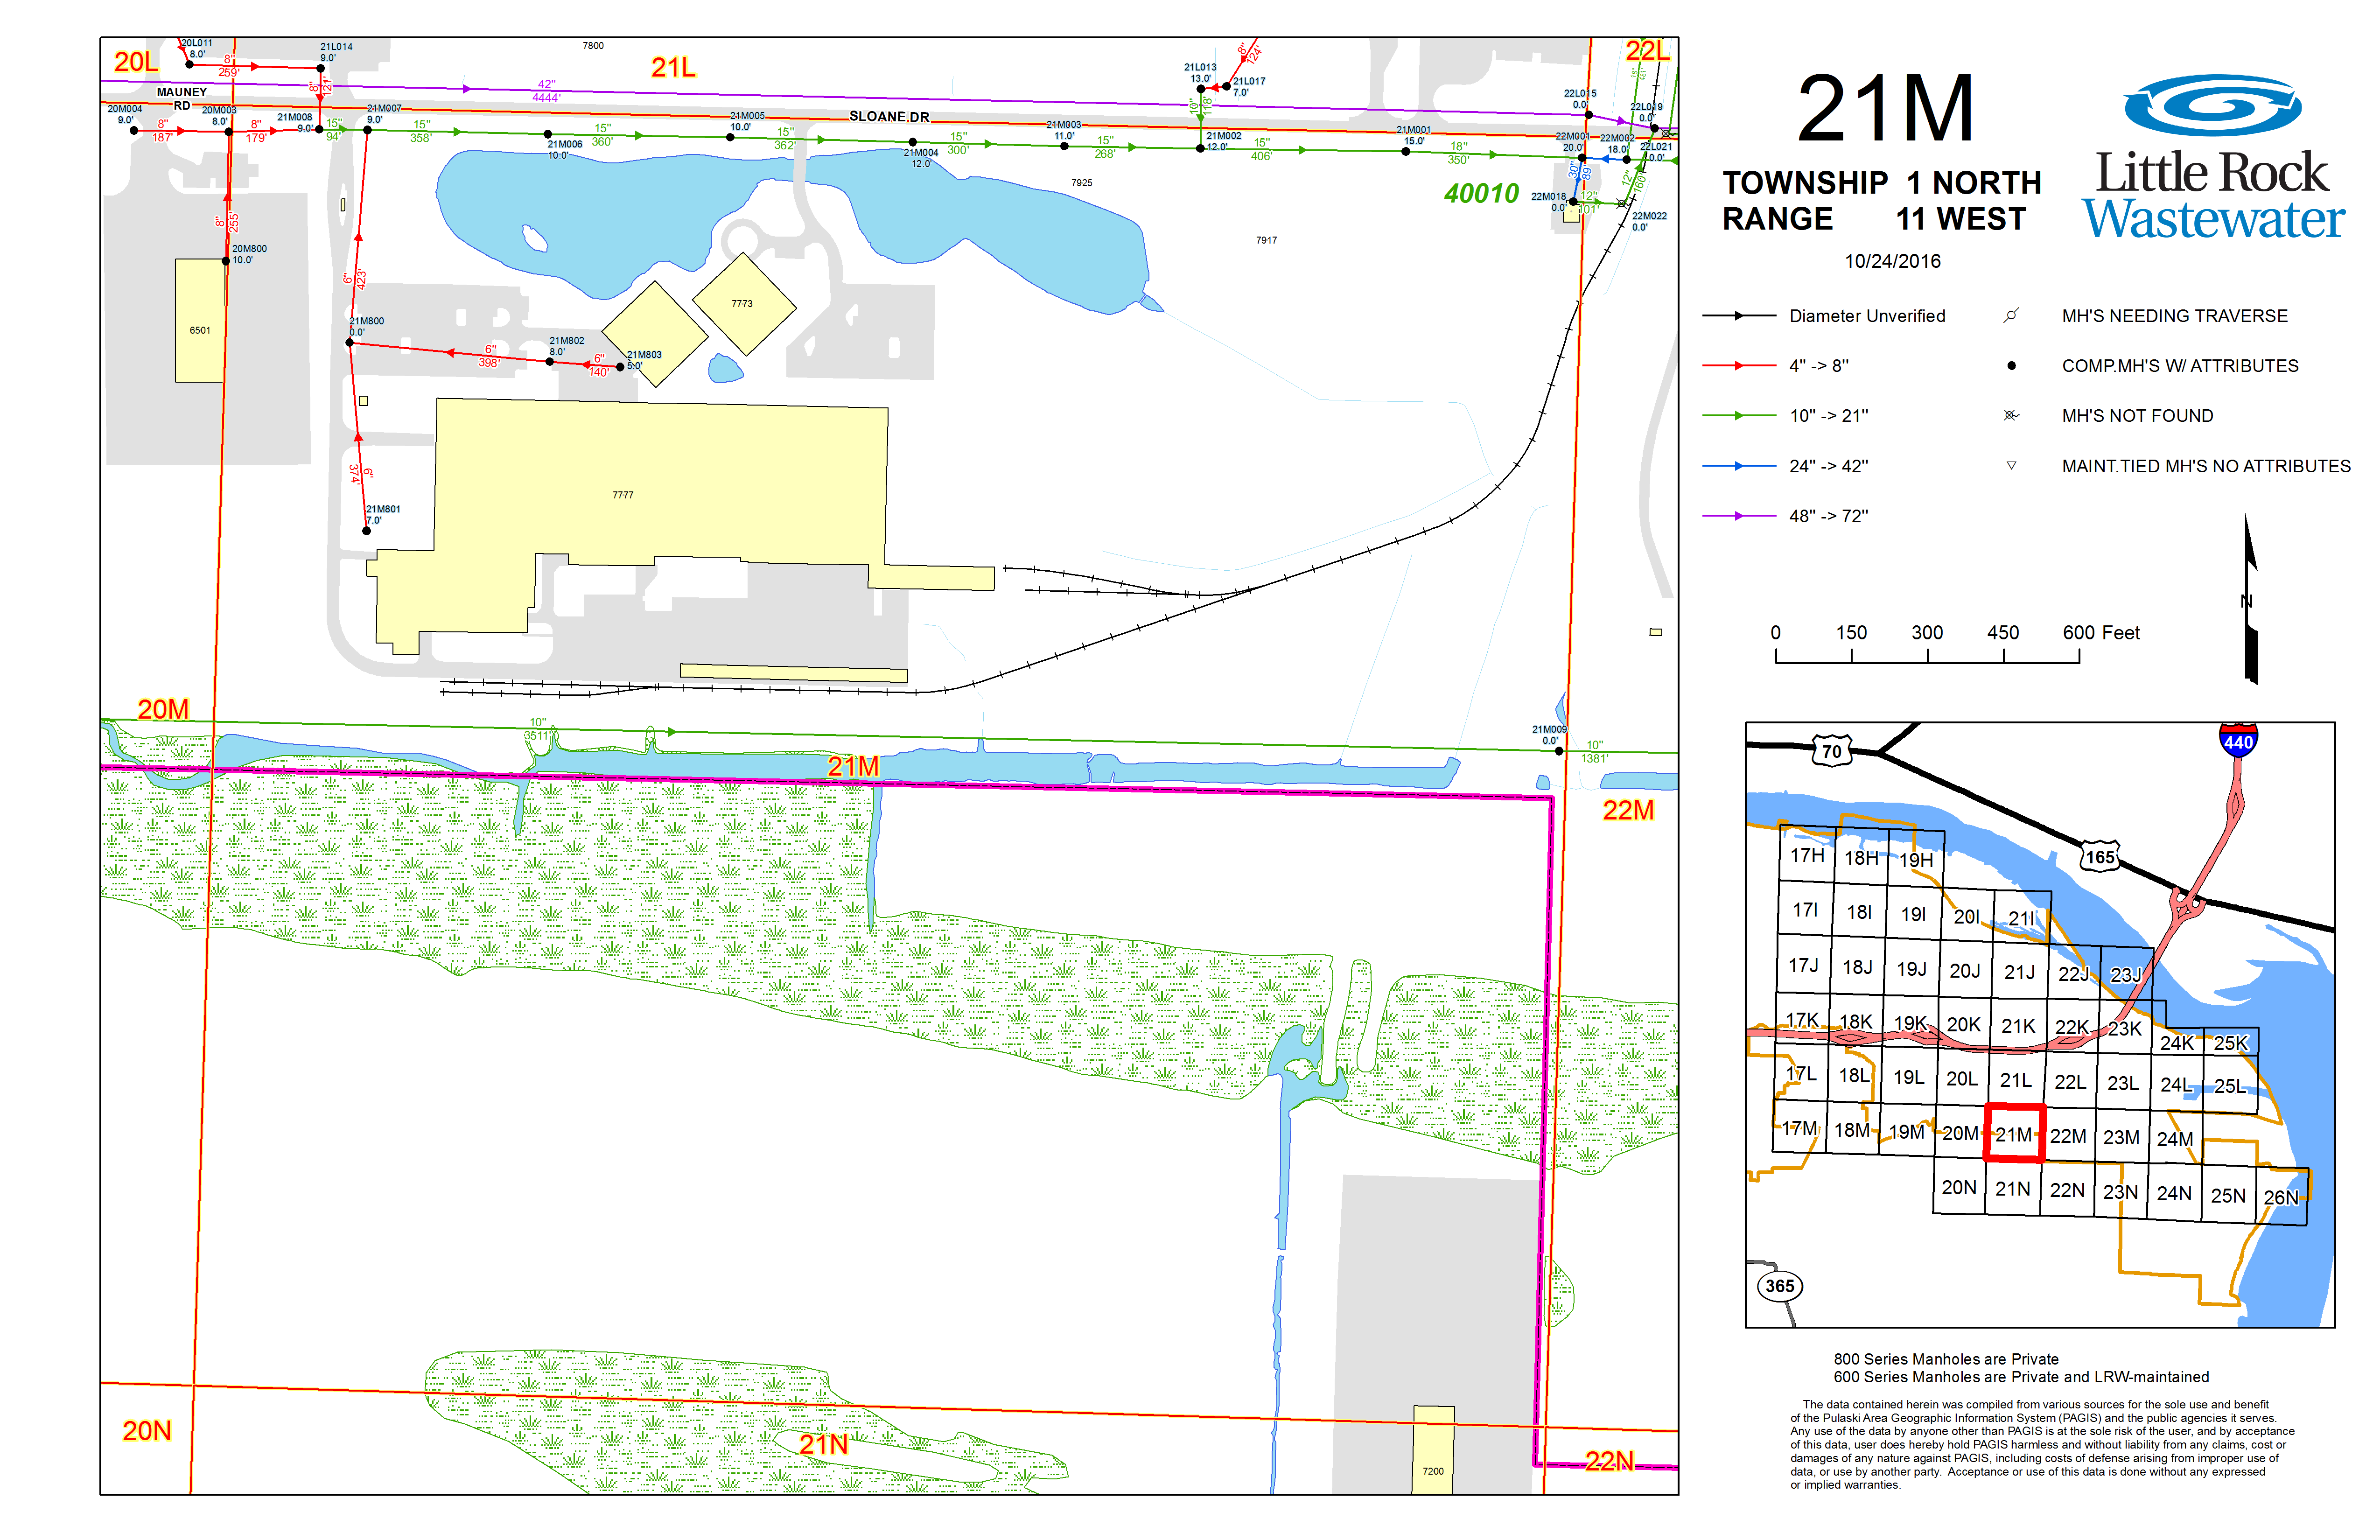 20L
20L011
8.0'
8"
259'
21L014
9.0'
8"
121'
7800
21L
42"
4444'
21L013
13.0'
21L017
7.0'
8"
124'
10"
118'
22L
22L015
0.0'
22L019
0.0'
18"
481'
MAUNEY
RD
SLOANE DR
20M004
9.0'
8"
187'
20M003
8.0'
8"
179'
21M008
9.0'
15"
94'
21M007
9.0'
15"
358'
21M006
10.0'
15"
360'
21M005
10.0'
15"
362'
21M004
12.0'
15"
300'
21M003
11.0'
15"
268'
21M002
12.0'
15"
406'
21M001
15.0'
18"
350'
22M001
20.0'
22M002
18.0'
22L021
0.0'
30"
89'
12"
160'
22M018
0.0'
12"
101'
22M022
0.0'
40010
7925
7917
8"
255'
20M800
10.0'
6501
6"
423'
21M800
0.0'
6"
398'
21M802
8.0'
6"
140'
21M803
5.0'
7773
6"
374'
21M801
7.0'
7777
20M
10"
3511'
21M009
0.0'
10"
1381'
21M
22M
20N
21N
22N
7200
21M
TOWNSHIP 1 NORTH
RANGE 11 WEST
10/24/2016
Little Rock
Wastewater
Diameter Unverified
4" -> 8"
10" -> 21"
24" -> 42"
48" -> 72"
MH'S NEEDING TRAVERSE
COMP.MH'S W/ ATTRIBUTES
MH'S NOT FOUND
MAINT.TIED MH'S NO ATTRIBUTES
N
0 150 300 450 600 Feet
70
440
165
365
17H 18H 19H
17I 18I 19I 20I 21I
17J 18J 19J 20J 21J 22J 23J
17K 18K 19K 20K 21K 22K 23K 24K 25K
17L 18L 19L 20L 21L 22L 23L 24L 25L
17M 18M 19M 20M 21M 22M 23M 24M
20N 21N 22N 23N 24N 25N 26N
800 Series Manholes are Private
600 Series Manholes are Private and LRW-maintained
The data contained herein was compiled from various sources for the sole use and benefit
of the Pulaski Area Geographic Information System (PAGIS) and the public agencies it serves.
Any use of the data by anyone other than PAGIS is at the sole risk of the user, and by acceptance
of this data, user does hereby hold PAGIS harmless and without liability from any claims, cost or
damages of any nature against PAGIS, including costs of defense arising from improper use of
data, or use by another party. Acceptance or use of this data is done without any expressed
or implied warranties.